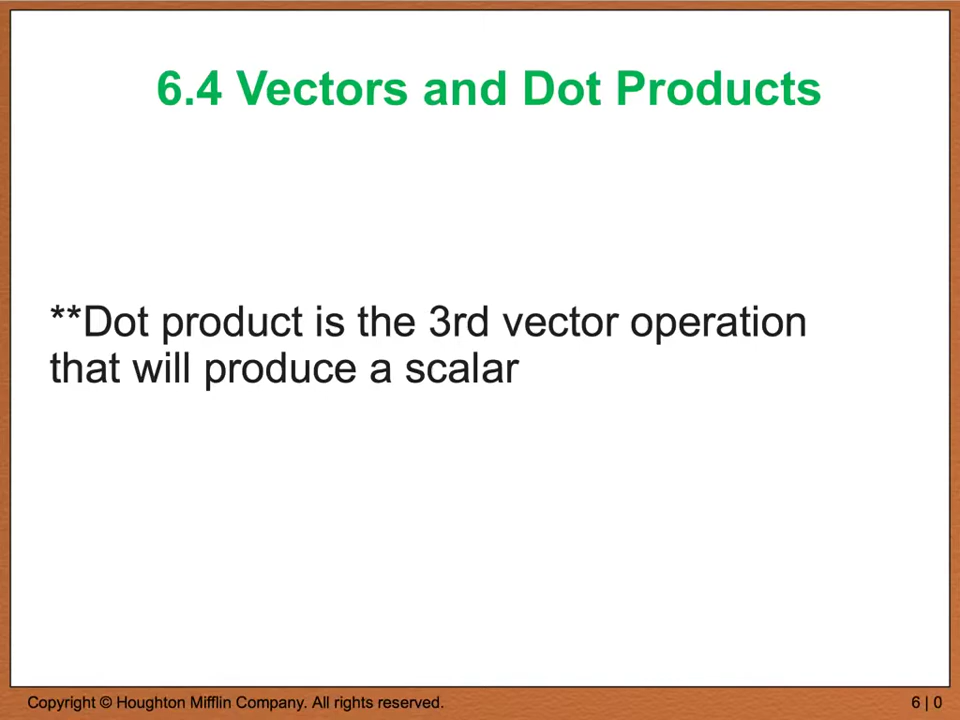 6.4 Vectors and Dot Products
**Dot product is the 3rd vector operation
that will produce a scalar
Copyright © Houghton Mifflin Company. All rights reserved.
6 | 0